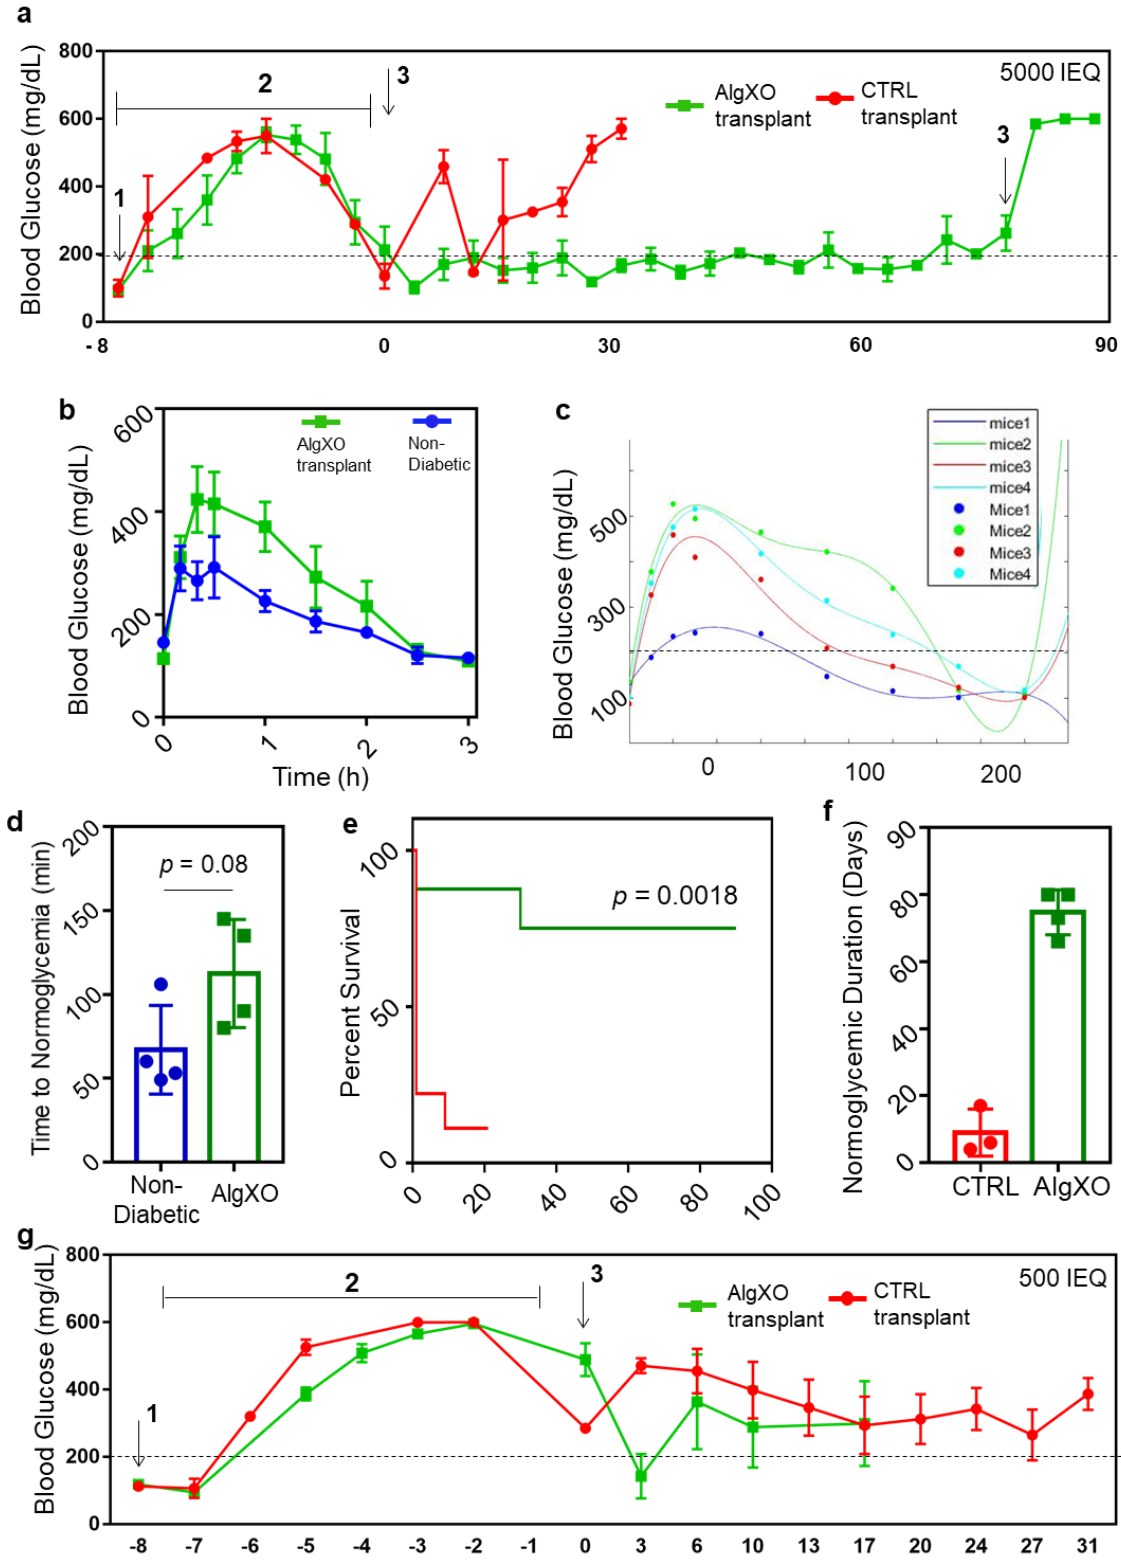 a
Blood Glucose (mg/dL)
800
600
400
200
0
1
2
3
AlgXO
transplant
CTRL
transplant
5000 IEQ
3
- 8
0
30
60
90
b
Blood Glucose (mg/dL)
600
400
200
0
AlgXO
transplant
Non-
Diabetic
0
1
2
3
Time (h)
c
Blood Glucose (mg/dL)
500
300
100
mice1
mice2
mice3
mice4
Mice1
Mice2
Mice3
Mice4
0
100
200
d
Time to Normoglycemia (min)
200
150
100
50
0
p = 0.08
Non-
Diabetic
AlgXO
e
Percent Survival
100
50
0
p = 0.0018
0
20
40
60
80
100
f
Normoglycemic Duration (Days)
90
80
60
40
20
0
CTRL
AlgXO
g
Blood Glucose (mg/dL)
800
600
400
200
0
1
2
3
AlgXO
transplant
CTRL
transplant
500 IEQ
-8
-7
-6
-5
-4
-3
-2
-1
0
3
6
10
13
17
20
24
27
31